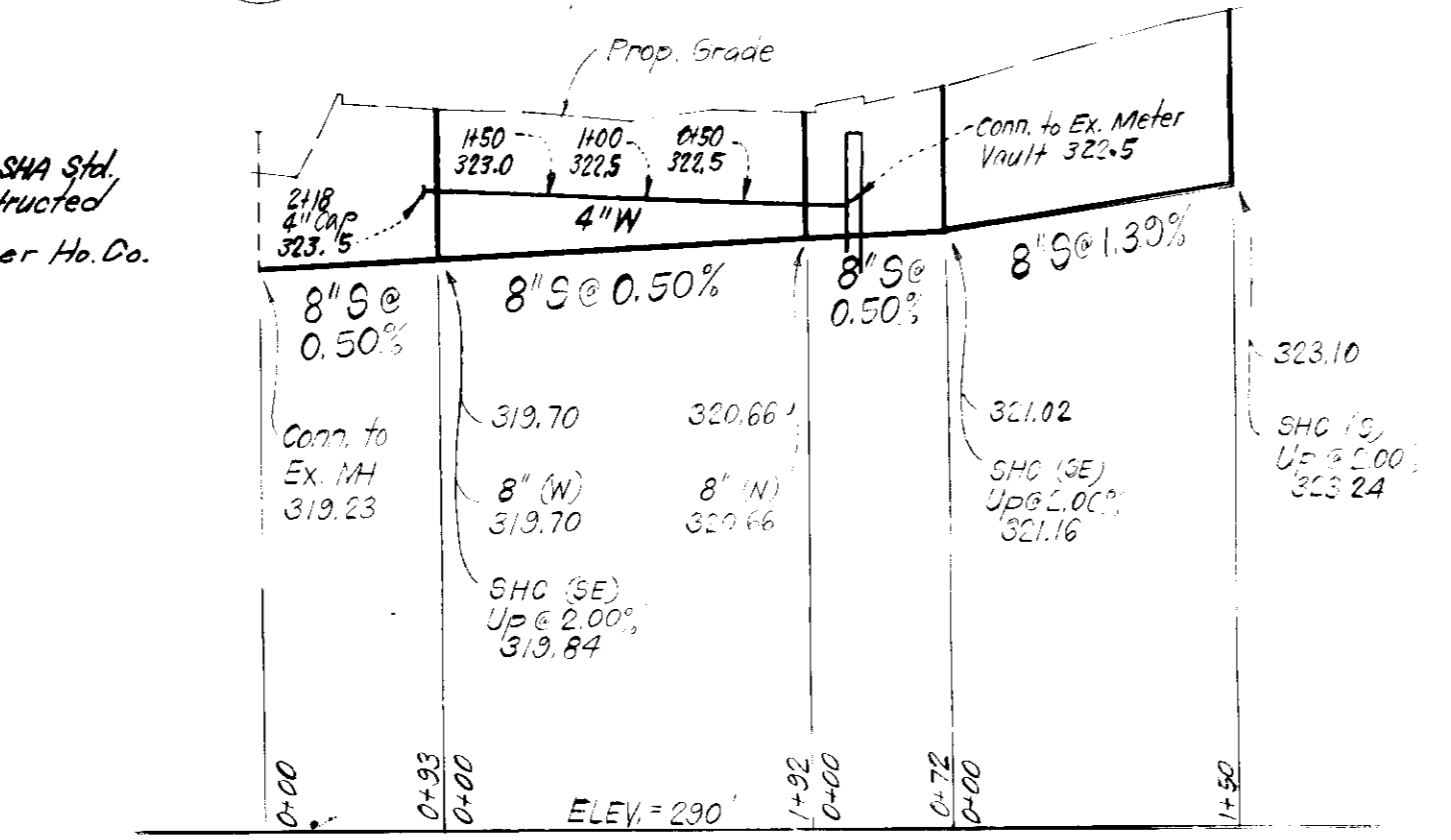 Prop. Grade
SHA Std.
tructed
er Ho. Co.
1+50
323.0
1+00
322.5
0+50
322.5
Conn. to Ex. Meter
Vault 322.5
2+18
4" Cap
323.5
4" W
8" S @
0.50%
8" S @ 0.50%
8" S @
0.50%
8" S @ 1.39%
Conn. to
Ex. MH
319.23
319.70
8" (W)
319.70
SHC (SE)
Up @ 2.00%
319.84
320.66
8" (N)
320.66
321.02
SHC (SE)
Up @ 2.00%
321.16
323.10
SHC (S)
Up @ 2.00%
323.24
0+00
0+93
0+00
1+92
0+00
0+72
0+00
1+50
ELEV. = 290'